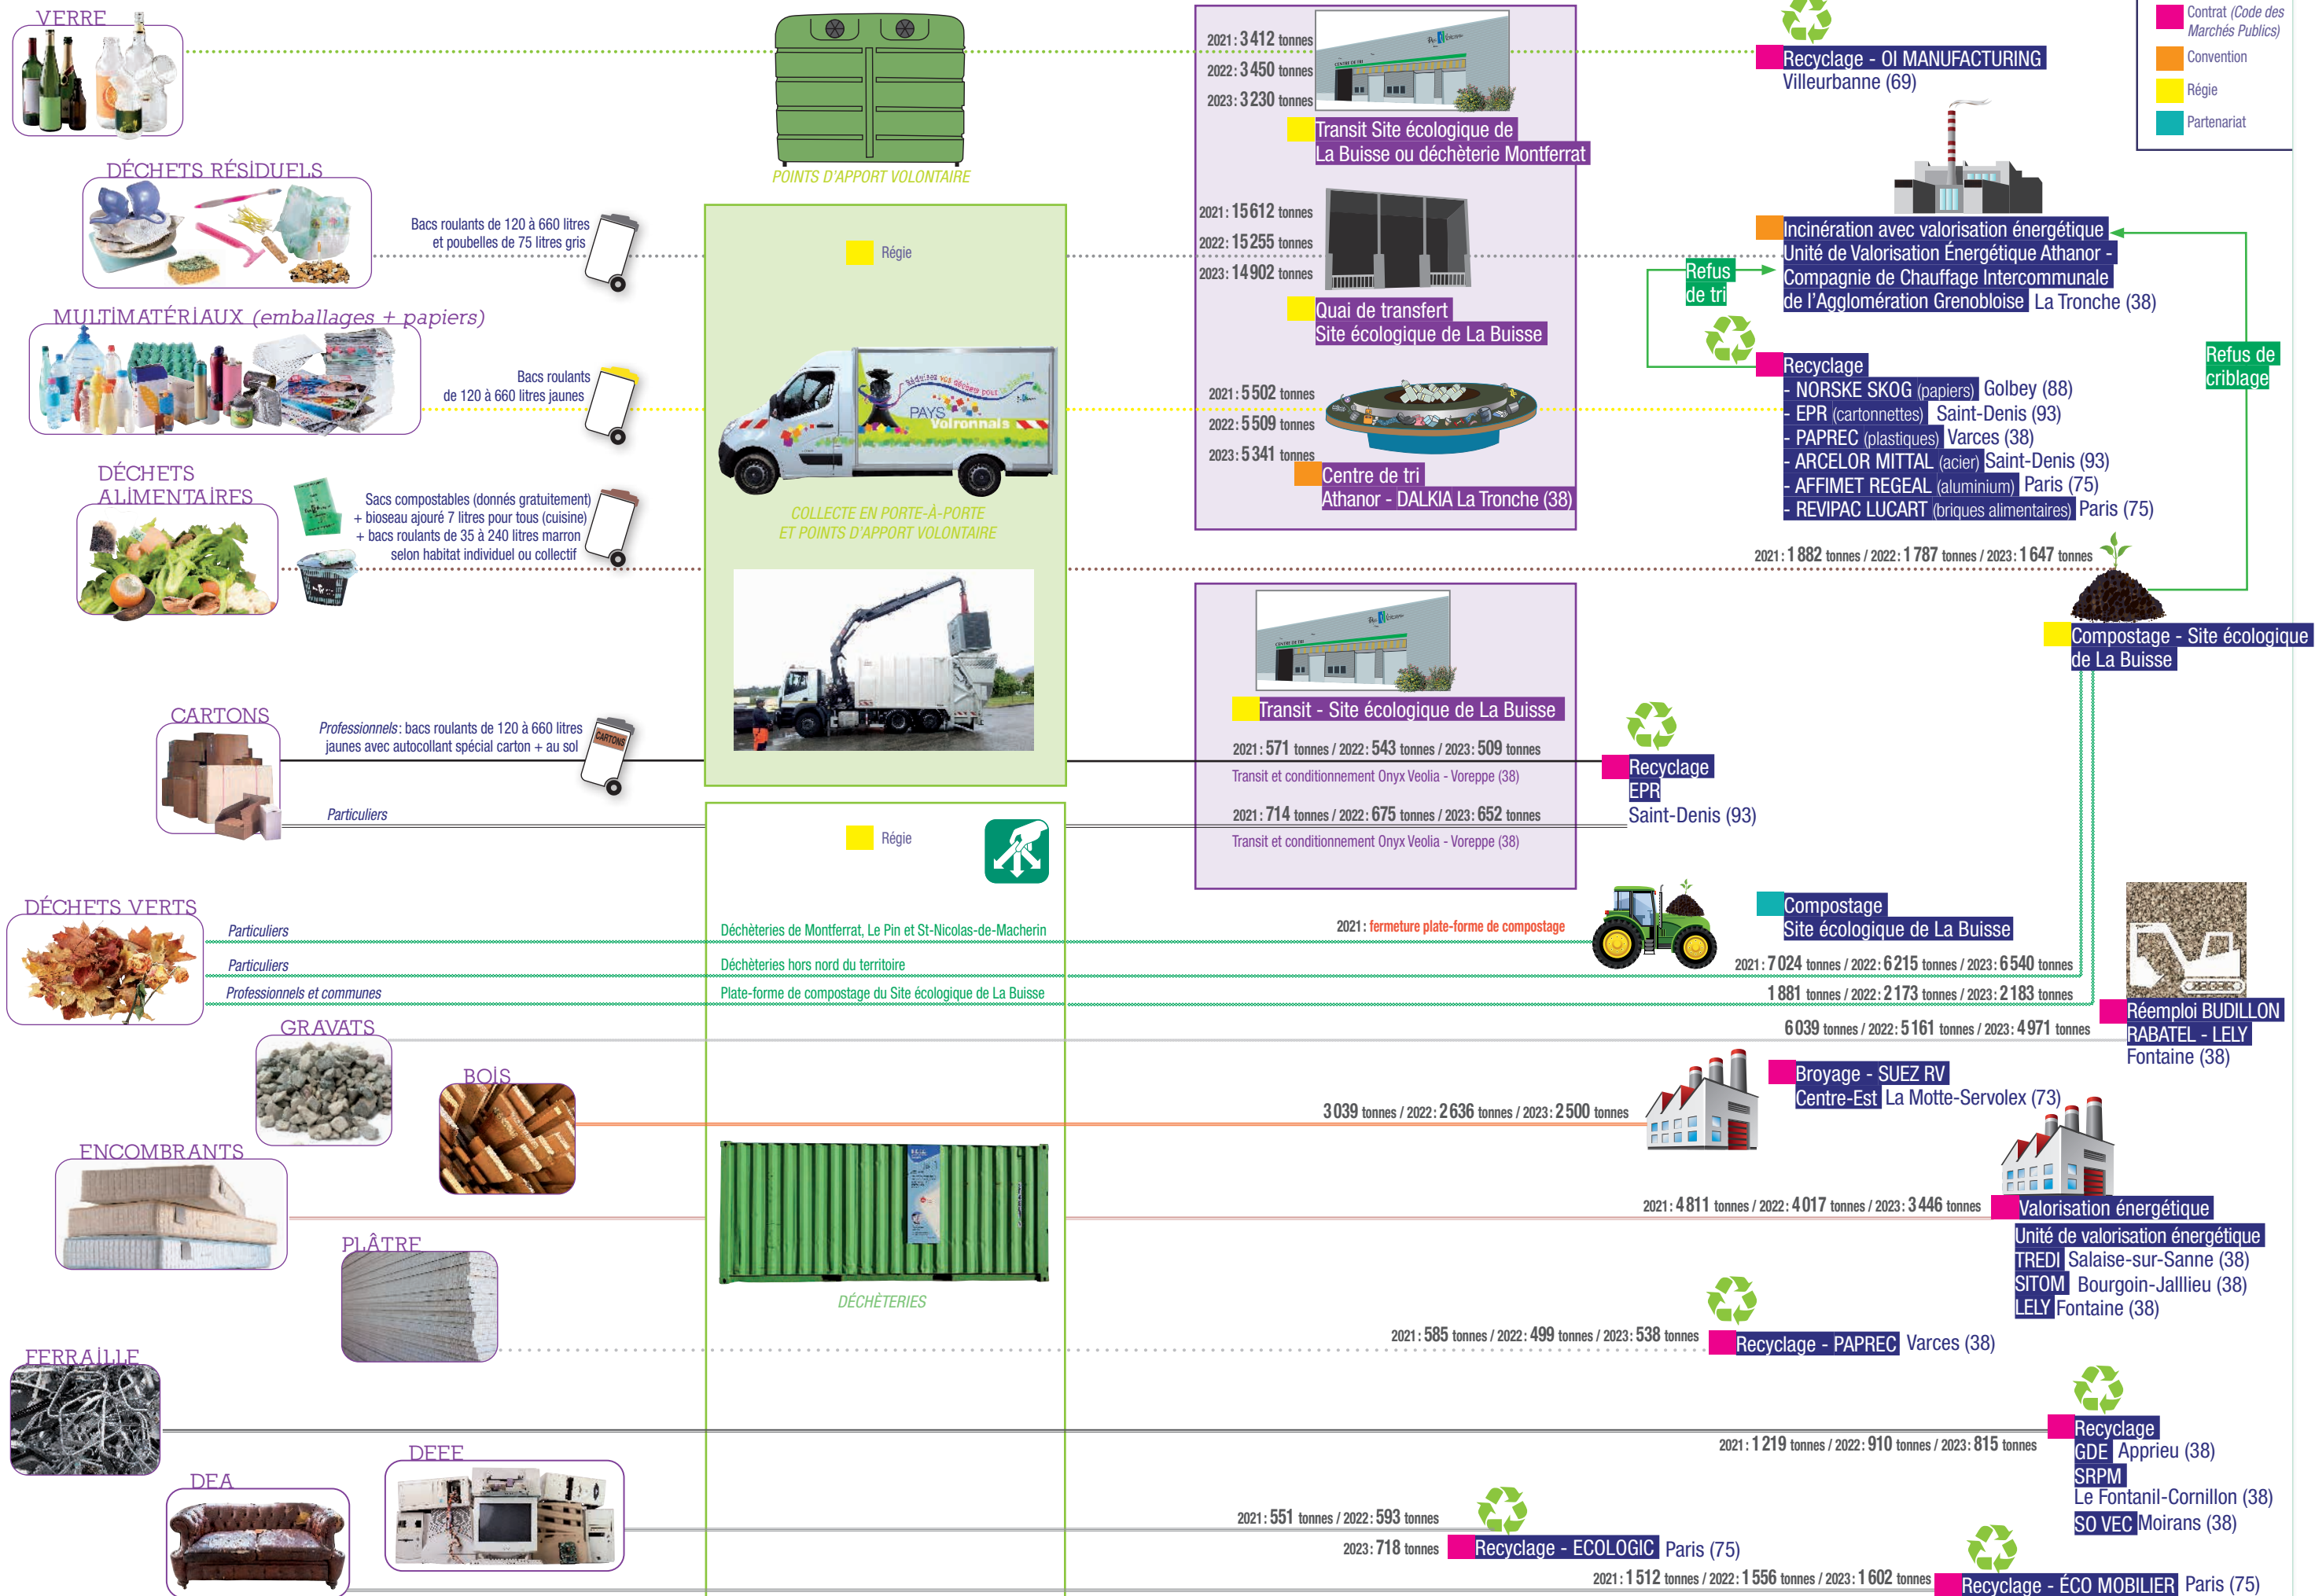 VERRE
POINTS D'APPORT VOLONTAIRE
2021: 3 412 tonnes
2022: 3 450 tonnes
2023: 3 230 tonnes
CENTRE DE TRI
Transit Site écologique de
La Buisse ou déchèterie Montferrat
Recyclage - OI MANUFACTURING
Villeurbanne (69)
Contrat (Code des
Marchés Publics)
Convention
Régie
Partenariat
DÉCHETS RÉSIDUELS
Bacs roulants de 120 à 660 litres
et poubelles de 75 litres gris
Régie
2021: 15 612 tonnes
2022: 15 255 tonnes
2023: 14 902 tonnes
Quai de transfert
Site écologique de La Buisse
Incinération avec valorisation énergétique
Unité de Valorisation Énergétique Athanor -
Compagnie de Chauffage Intercommunale
de l'Agglomération Grenobloise La Tronche (38)
Refus
de tri
Refus de
criblage
MULTIMATÉRIAUX (emballages + papiers)
Bacs roulants
de 120 à 660 litres jaunes
Réduisez vos déchets pour la planète
PAYS
Voironnais
COLLECTE EN PORTE-À-PORTE
ET POINTS D'APPORT VOLONTAIRE
2021: 5 502 tonnes
2022: 5 509 tonnes
2023: 5 341 tonnes
Centre de tri
Athanor - DALKIA La Tronche (38)
Recyclage
- NORSKE SKOG (papiers) Golbey (88)
- EPR (cartonnettes) Saint-Denis (93)
- PAPREC (plastiques) Varces (38)
- ARCELOR MITTAL (acier) Saint-Denis (93)
- AFFIMET REGEAL (aluminium) Paris (75)
- REVIPAC LUCART (briques alimentaires) Paris (75)
DÉCHETS
ALIMENTAIRES
Sacs compostables (donnés gratuitement)
+ bioseau ajouré 7 litres pour tous (cuisine)
+ bacs roulants de 35 à 240 litres marron
selon habitat individuel ou collectif
2021: 1 882 tonnes / 2022: 1 787 tonnes / 2023: 1 647 tonnes
Compostage - Site écologique
de La Buisse
CARTONS
Professionnels: bacs roulants de 120 à 660 litres
jaunes avec autocollant spécial carton + au sol
CARTONS
Particuliers
CENTRE DE TRI
Transit - Site écologique de La Buisse
2021: 571 tonnes / 2022: 543 tonnes / 2023: 509 tonnes
Transit et conditionnement Onyx Veolia - Voreppe (38)
2021: 714 tonnes / 2022: 675 tonnes / 2023: 652 tonnes
Transit et conditionnement Onyx Veolia - Voreppe (38)
Recyclage
EPR
Saint-Denis (93)
Régie
DÉCHETS VERTS
Particuliers
Déchèteries de Montferrat, Le Pin et St-Nicolas-de-Macherin
2021: fermeture plate-forme de compostage
Compostage
Site écologique de La Buisse
Particuliers
Déchèteries hors nord du territoire
2021: 7 024 tonnes / 2022: 6 215 tonnes / 2023: 6 540 tonnes
Professionnels et communes
Plate-forme de compostage du Site écologique de La Buisse
1 881 tonnes / 2022: 2 173 tonnes / 2023: 2 183 tonnes
GRAVATS
6 039 tonnes / 2022: 5 161 tonnes / 2023: 4 971 tonnes
Réemploi BUDILLON
RABATEL - LELY
Fontaine (38)
BOIS
3 039 tonnes / 2022: 2 636 tonnes / 2023: 2 500 tonnes
Broyage - SUEZ RV
Centre-Est La Motte-Servolex (73)
ENCOMBRANTS
2021: 4 811 tonnes / 2022: 4 017 tonnes / 2023: 3 446 tonnes
Valorisation énergétique
Unité de valorisation énergétique
TREDI Salaise-sur-Sanne (38)
SITOM Bourgoin-Jalllieu (38)
LELY Fontaine (38)
PLÂTRE
DÉCHÈTERIES
2021: 585 tonnes / 2022: 499 tonnes / 2023: 538 tonnes
Recyclage - PAPREC Varces (38)
FERRAILLE
2021: 1 219 tonnes / 2022: 910 tonnes / 2023: 815 tonnes
Recyclage
GDE Apprieu (38)
SRPM
Le Fontanil-Cornillon (38)
SO VEC Moirans (38)
DEEE
2021: 551 tonnes / 2022: 593 tonnes
2023: 718 tonnes
Recyclage - ECOLOGIC Paris (75)
DEA
2021: 1 512 tonnes / 2022: 1 556 tonnes / 2023: 1 602 tonnes
Recyclage - ÉCO MOBILIER Paris (75)